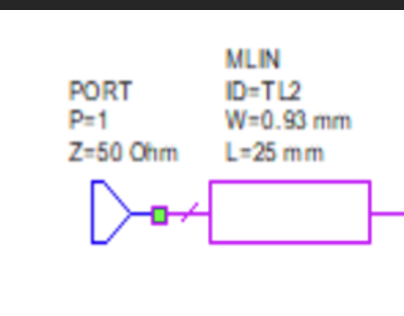 PORT
P=1
Z=50 Ohm
MLIN
ID=TL2
W=0.93 mm
L=25 mm